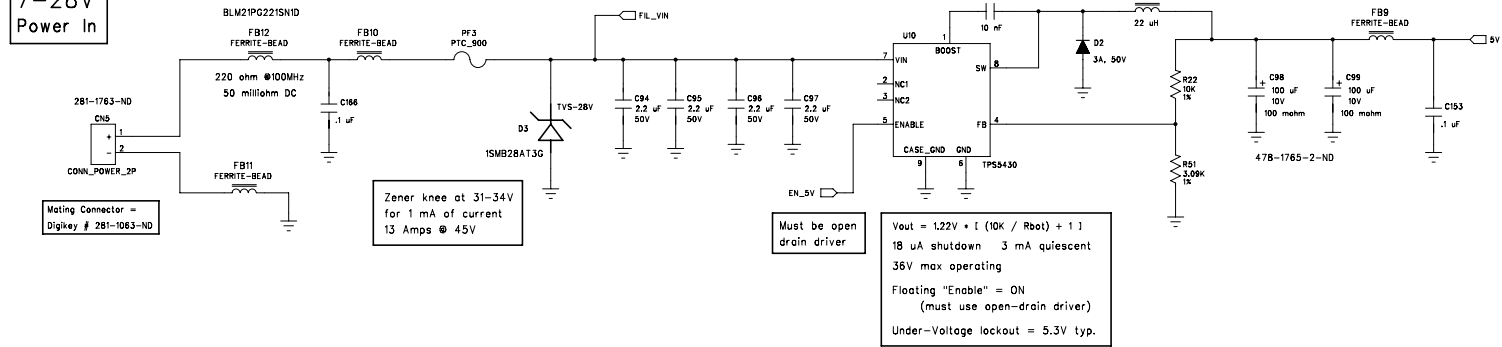 7-28V
Power In
BLM21PG221SN1D
FB12
FERRITE-BEAD
220 ohm @100MHz
50 milliohm DC
FB10
FERRITE-BEAD
PF3
PTC_900
FIL_VIN
C166
.1 uF
281-1763-ND
CN5
+ 1
- 2
CONN_POWER_2P
FB11
FERRITE-BEAD
Mating Connector =
Digikey # 281-1063-ND
TVS-28V
D3
1SMB28AT3G
Zener knee at 31-34V
for 1 mA of current
13 Amps @ 45V
C94
2.2 uF
50V
C95
2.2 uF
50V
C96
2.2 uF
50V
C97
2.2 uF
50V
U10
1
BOOST
7 VIN
SW 8
2 NC1
3 NC2
5 ENABLE
FB 4
CASE_GND GND
9 6
TPS5430
EN_5V
Must be open
drain driver
10 nF
D2
3A, 50V
22 uH
R22
10K
1%
R51
3.09K
1%
C98
+ 100 uF
10V
100 mohm
C99
+ 100 uF
10V
100 mohm
478-1765-2-ND
FB9
FERRITE-BEAD
5V
C153
.1 uF
Vout = 1.22V * [ (10K / Rbot) + 1 ]
18 uA shutdown 3 mA quiescent
36V max operating
Floating "Enable" = ON
(must use open-drain driver)
Under-Voltage lockout = 5.3V typ.